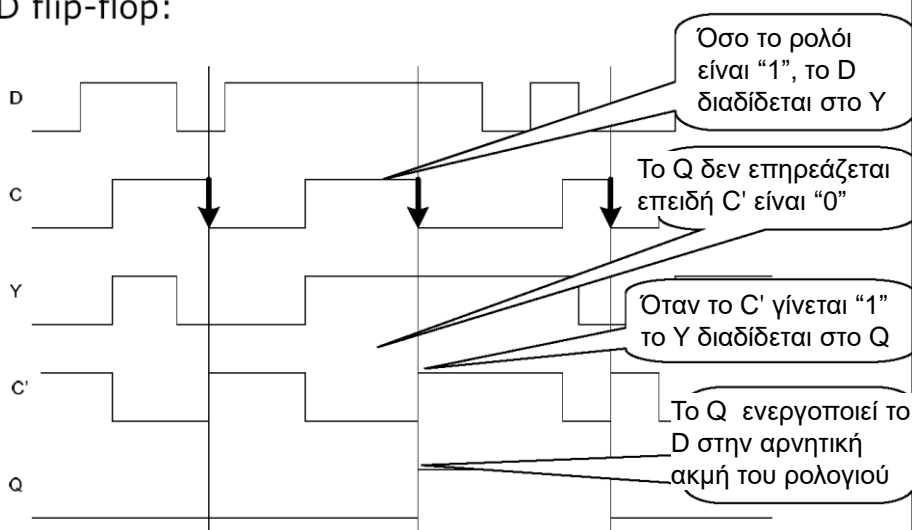 D flip-flop:
Όσο το ρολόι
είναι “1”, το D
διαδίδεται στο Y
D
Το Q δεν επηρεάζεται
επειδή C' είναι “0”
C
Όταν το C' γίνεται “1”
το Y διαδίδεται στο Q
Y
C'
Το Q ενεργοποιεί το
D στην αρνητική
ακμή του ρολογιού
Q